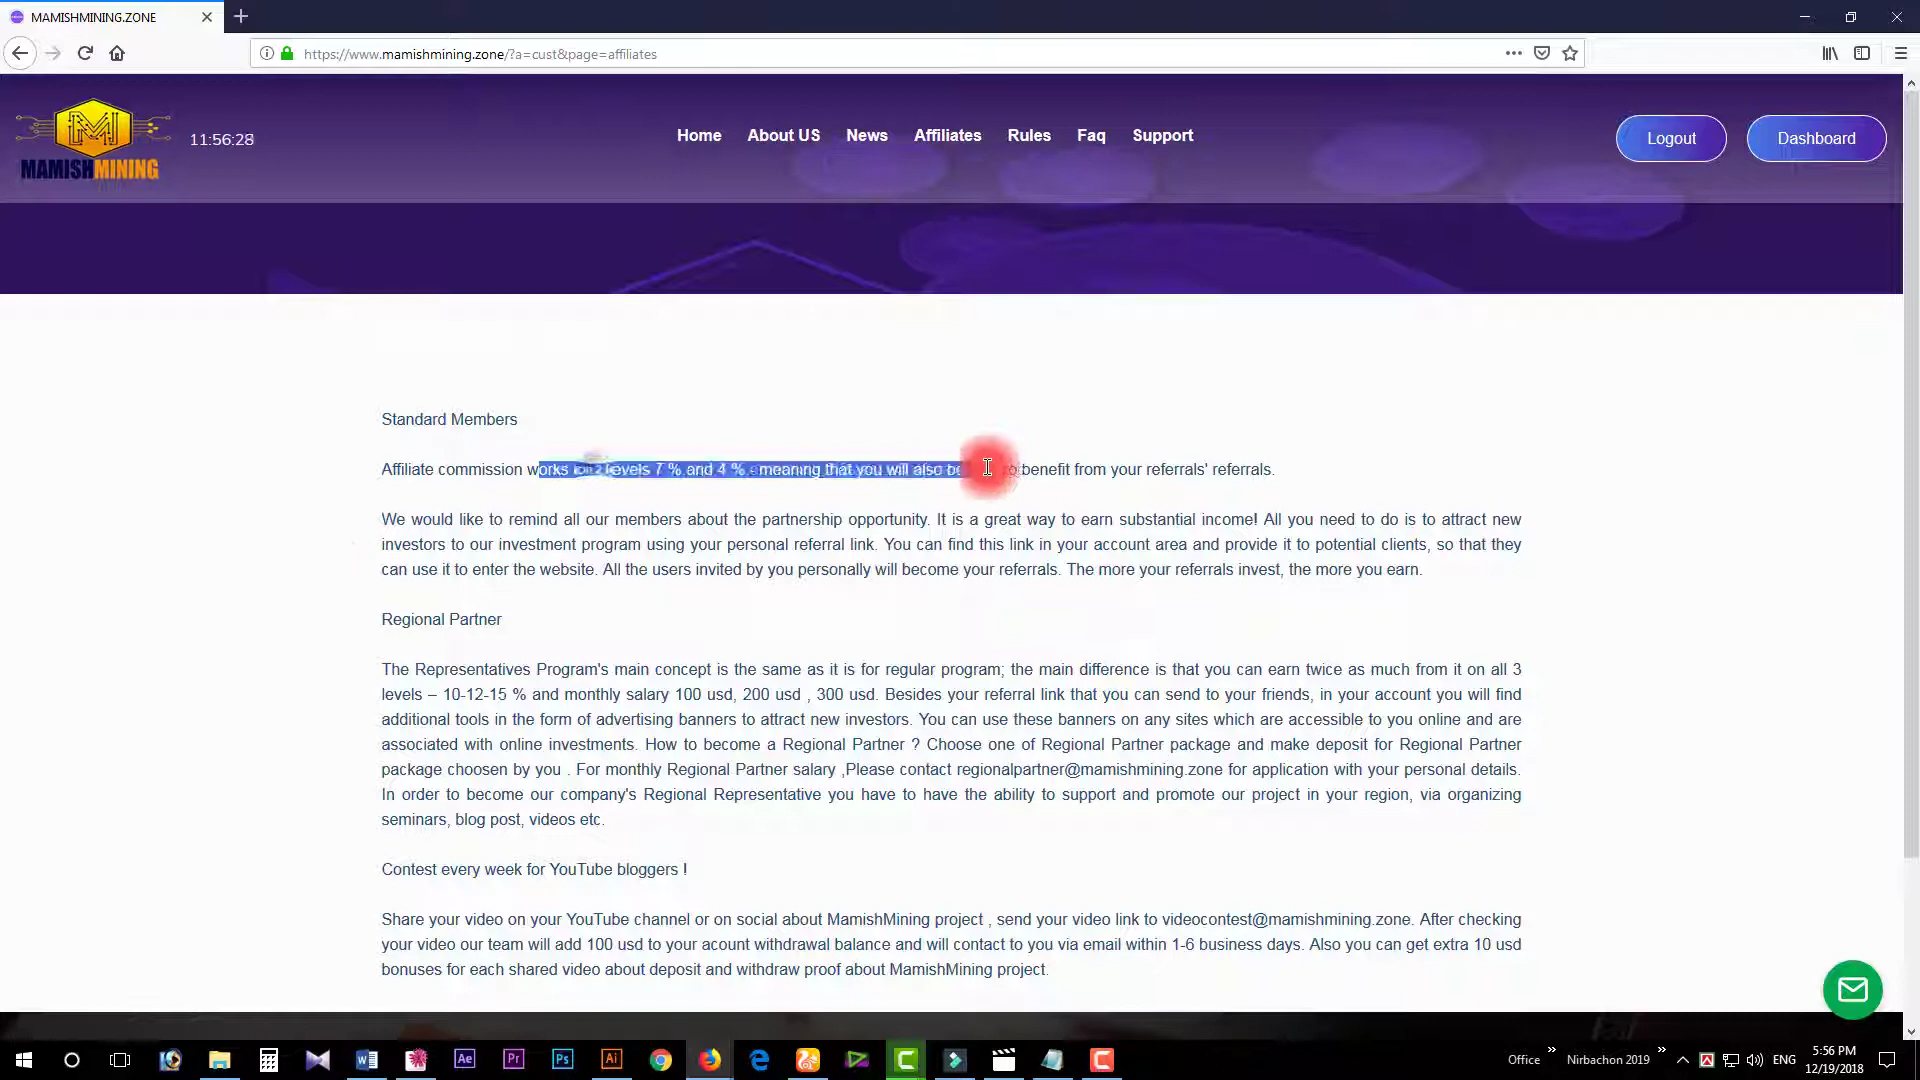 MAMISHMINING.ZONE
https://www.mamishmining.zone/?a=cust&page=affiliates
MAMISHMINING
11:56:28
Home About US News Affiliates Rules Faq Support
Logout Dashboard
Standard Members
Affiliate commission works on 2 levels 7 % and 4 % - meaning that you will also be to benefit from your referrals' referrals.
We would like to remind all our members about the partnership opportunity. It is a great way to earn substantial income! All you need to do is to attract new
investors to our investment program using your personal referral link. You can find this link in your account area and provide it to potential clients, so that they
can use it to enter the website. All the users invited by you personally will become your referrals. The more your referrals invest, the more you earn.
Regional Partner
The Representatives Program's main concept is the same as it is for regular program; the main difference is that you can earn twice as much from it on all 3
levels – 10-12-15 % and monthly salary 100 usd, 200 usd , 300 usd. Besides your referral link that you can send to your friends, in your account you will find
additional tools in the form of advertising banners to attract new investors. You can use these banners on any sites which are accessible to you online and are
associated with online investments. How to become a Regional Partner ? Choose one of Regional Partner package and make deposit for Regional Partner
package choosen by you . For monthly Regional Partner salary ,Please contact regionalpartner@mamishmining.zone for application with your personal details.
In order to become our company's Regional Representative you have to have the ability to support and promote our project in your region, via organizing
seminars, blog post, videos etc.
Contest every week for YouTube bloggers !
Share your video on your YouTube channel or on social about MamishMining project , send your video link to videocontest@mamishmining.zone. After checking
your video our team will add 100 usd to your acount withdrawal balance and will contact to you via email within 1-6 business days. Also you can get extra 10 usd
bonuses for each shared video about deposit and withdraw proof about MamishMining project.
Ae Pr Ps Ai
Office » Nirbachon 2019 » ENG
5:56 PM
12/19/2018